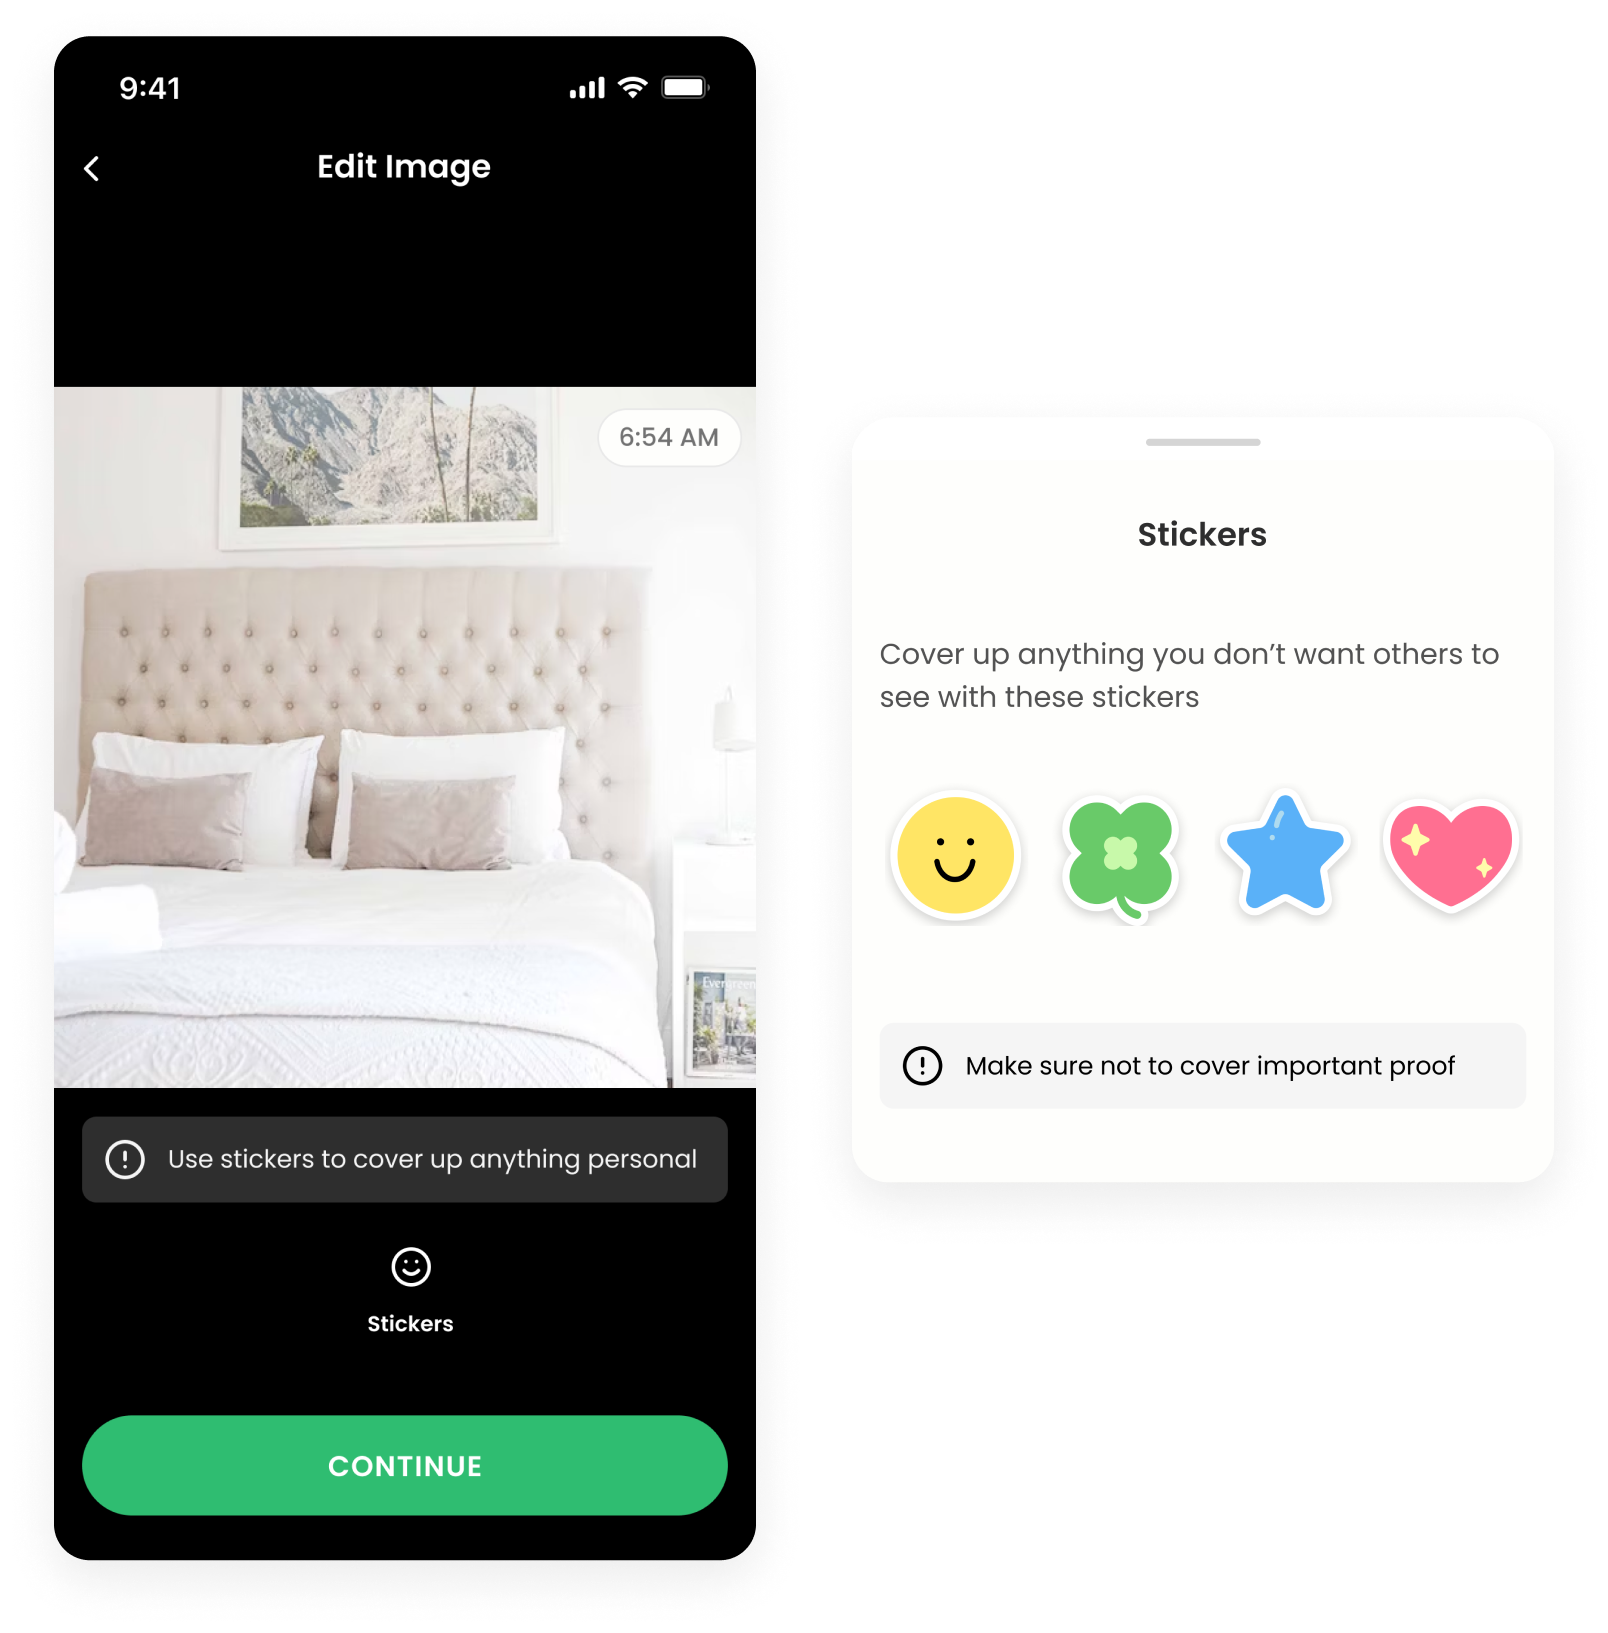 9:41
Edit Image
6:54 AM
Evergreen
Use stickers to cover up anything personal
Stickers
CONTINUE
Stickers
Cover up anything you don’t want others to
see with these stickers
Make sure not to cover important proof